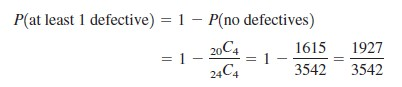 P(at least 1 defective) = 1 − P(no defectives)
= 1 − ₂₀C₄/₂₄C₄ = 1 − 1615/3542 = 1927/3542